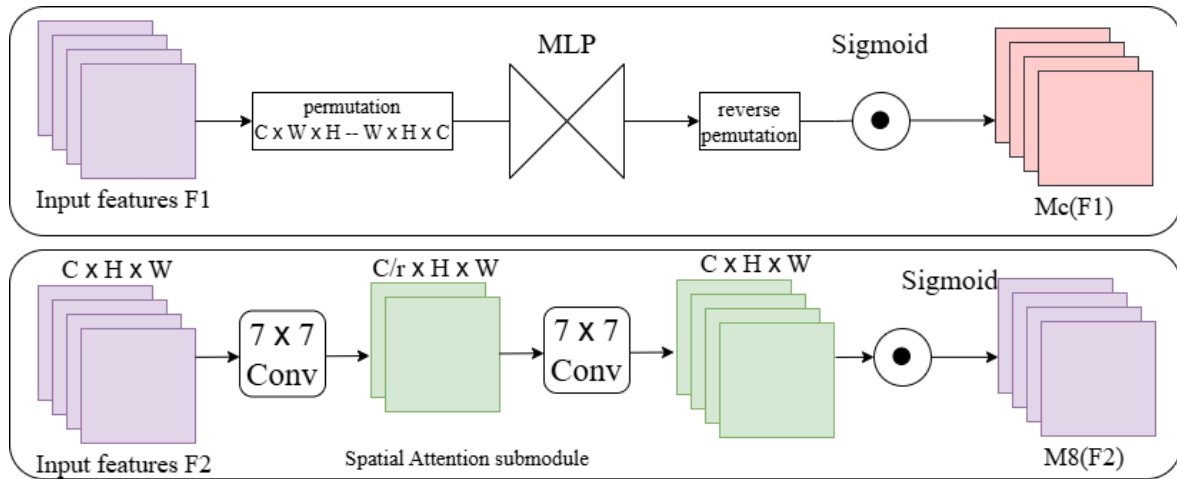 MLP
Sigmoid
permutation
C x W x H -- W x H x C
reverse
pemutation
Input features F1
Mc(F1)
C x H x W
C/r x H x W
C x H x W
Sigmoid
7 x 7
Conv
7 x 7
Conv
Input features F2
Spatial Attention submodule
M8(F2)